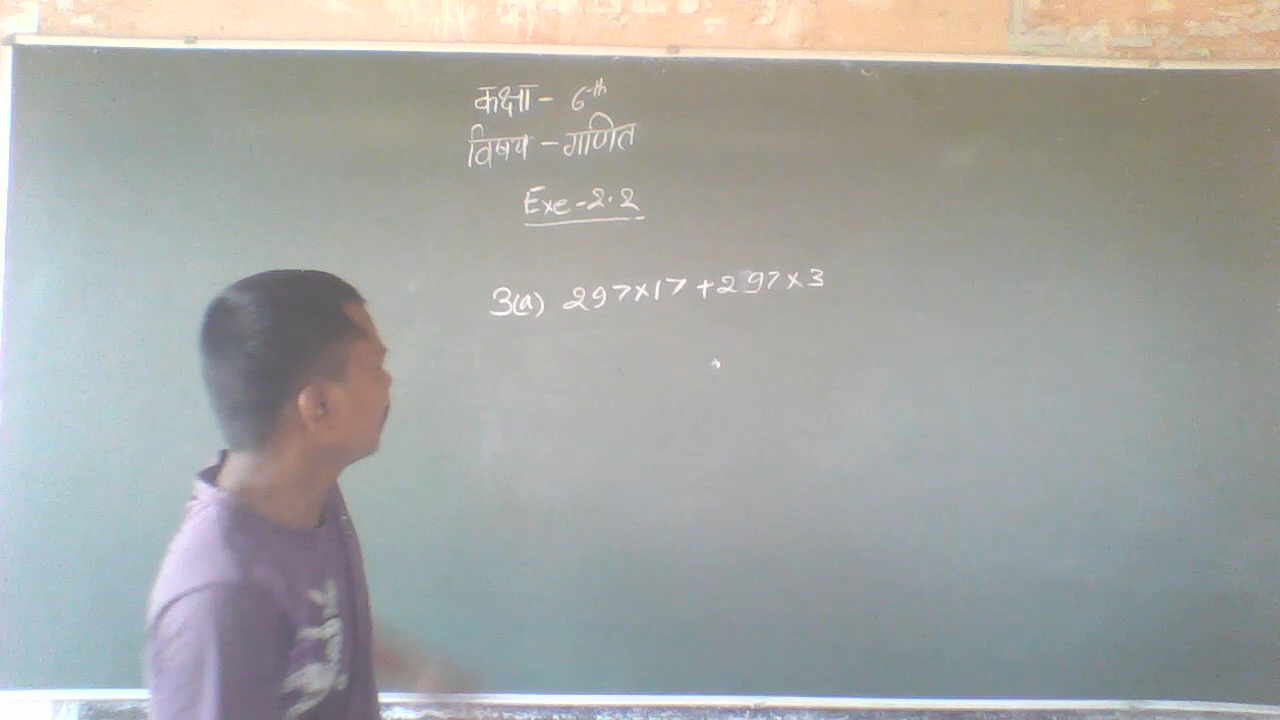 कक्षा - 6th
विषय - गणित
Exe - 2.2
3(a) 297×17 + 297×3